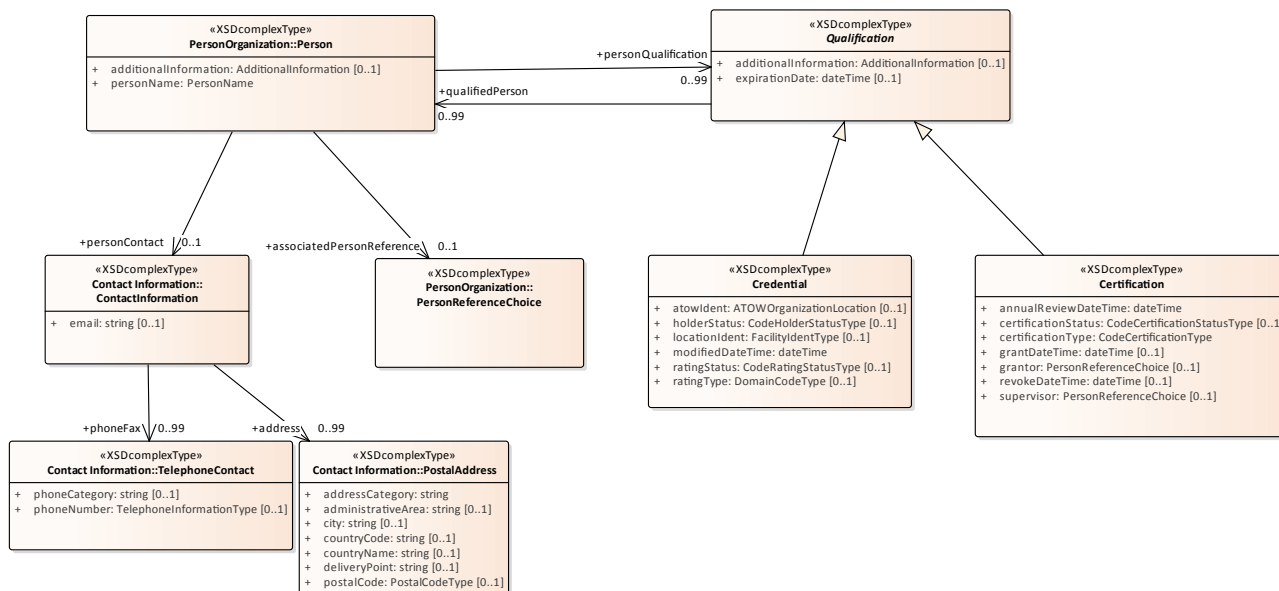 «XSDcomplexType»
PersonOrganization::Person
+ additionalInformation: AdditionalInformation [0..1]
+ personName: PersonName
«XSDcomplexType»
Qualification
+ additionalInformation: AdditionalInformation [0..1]
+ expirationDate: dateTime [0..1]
+personQualification
0..99
+qualifiedPerson
0..99
+personContact 0..1
+associatedPersonReference 0..1
«XSDcomplexType»
Contact Information::
ContactInformation
+ email: string [0..1]
«XSDcomplexType»
PersonOrganization::
PersonReferenceChoice
«XSDcomplexType»
Credential
+ atowIdent: ATOWOrganizationLocation [0..1]
+ holderStatus: CodeHolderStatusType [0..1]
+ locationIdent: FacilityIdentType [0..1]
+ modifiedDateTime: dateTime
+ ratingStatus: CodeRatingStatusType [0..1]
+ ratingType: DomainCodeType [0..1]
«XSDcomplexType»
Certification
+ annualReviewDateTime: dateTime
+ certificationStatus: CodeCertificationStatusType [0..1
+ certificationType: CodeCertificationType
+ grantDateTime: dateTime [0..1]
+ grantor: PersonReferenceChoice [0..1]
+ revokeDateTime: dateTime [0..1]
+ supervisor: PersonReferenceChoice [0..1]
+phoneFax 0..99
+address 0..99
«XSDcomplexType»
Contact Information::TelephoneContact
+ phoneCategory: string [0..1]
+ phoneNumber: TelephoneInformationType [0..1]
«XSDcomplexType»
Contact Information::PostalAddress
+ addressCategory: string
+ administrativeArea: string [0..1]
+ city: string [0..1]
+ countryCode: string [0..1]
+ countryName: string [0..1]
+ deliveryPoint: string [0..1]
+ postalCode: PostalCodeType [0..1]